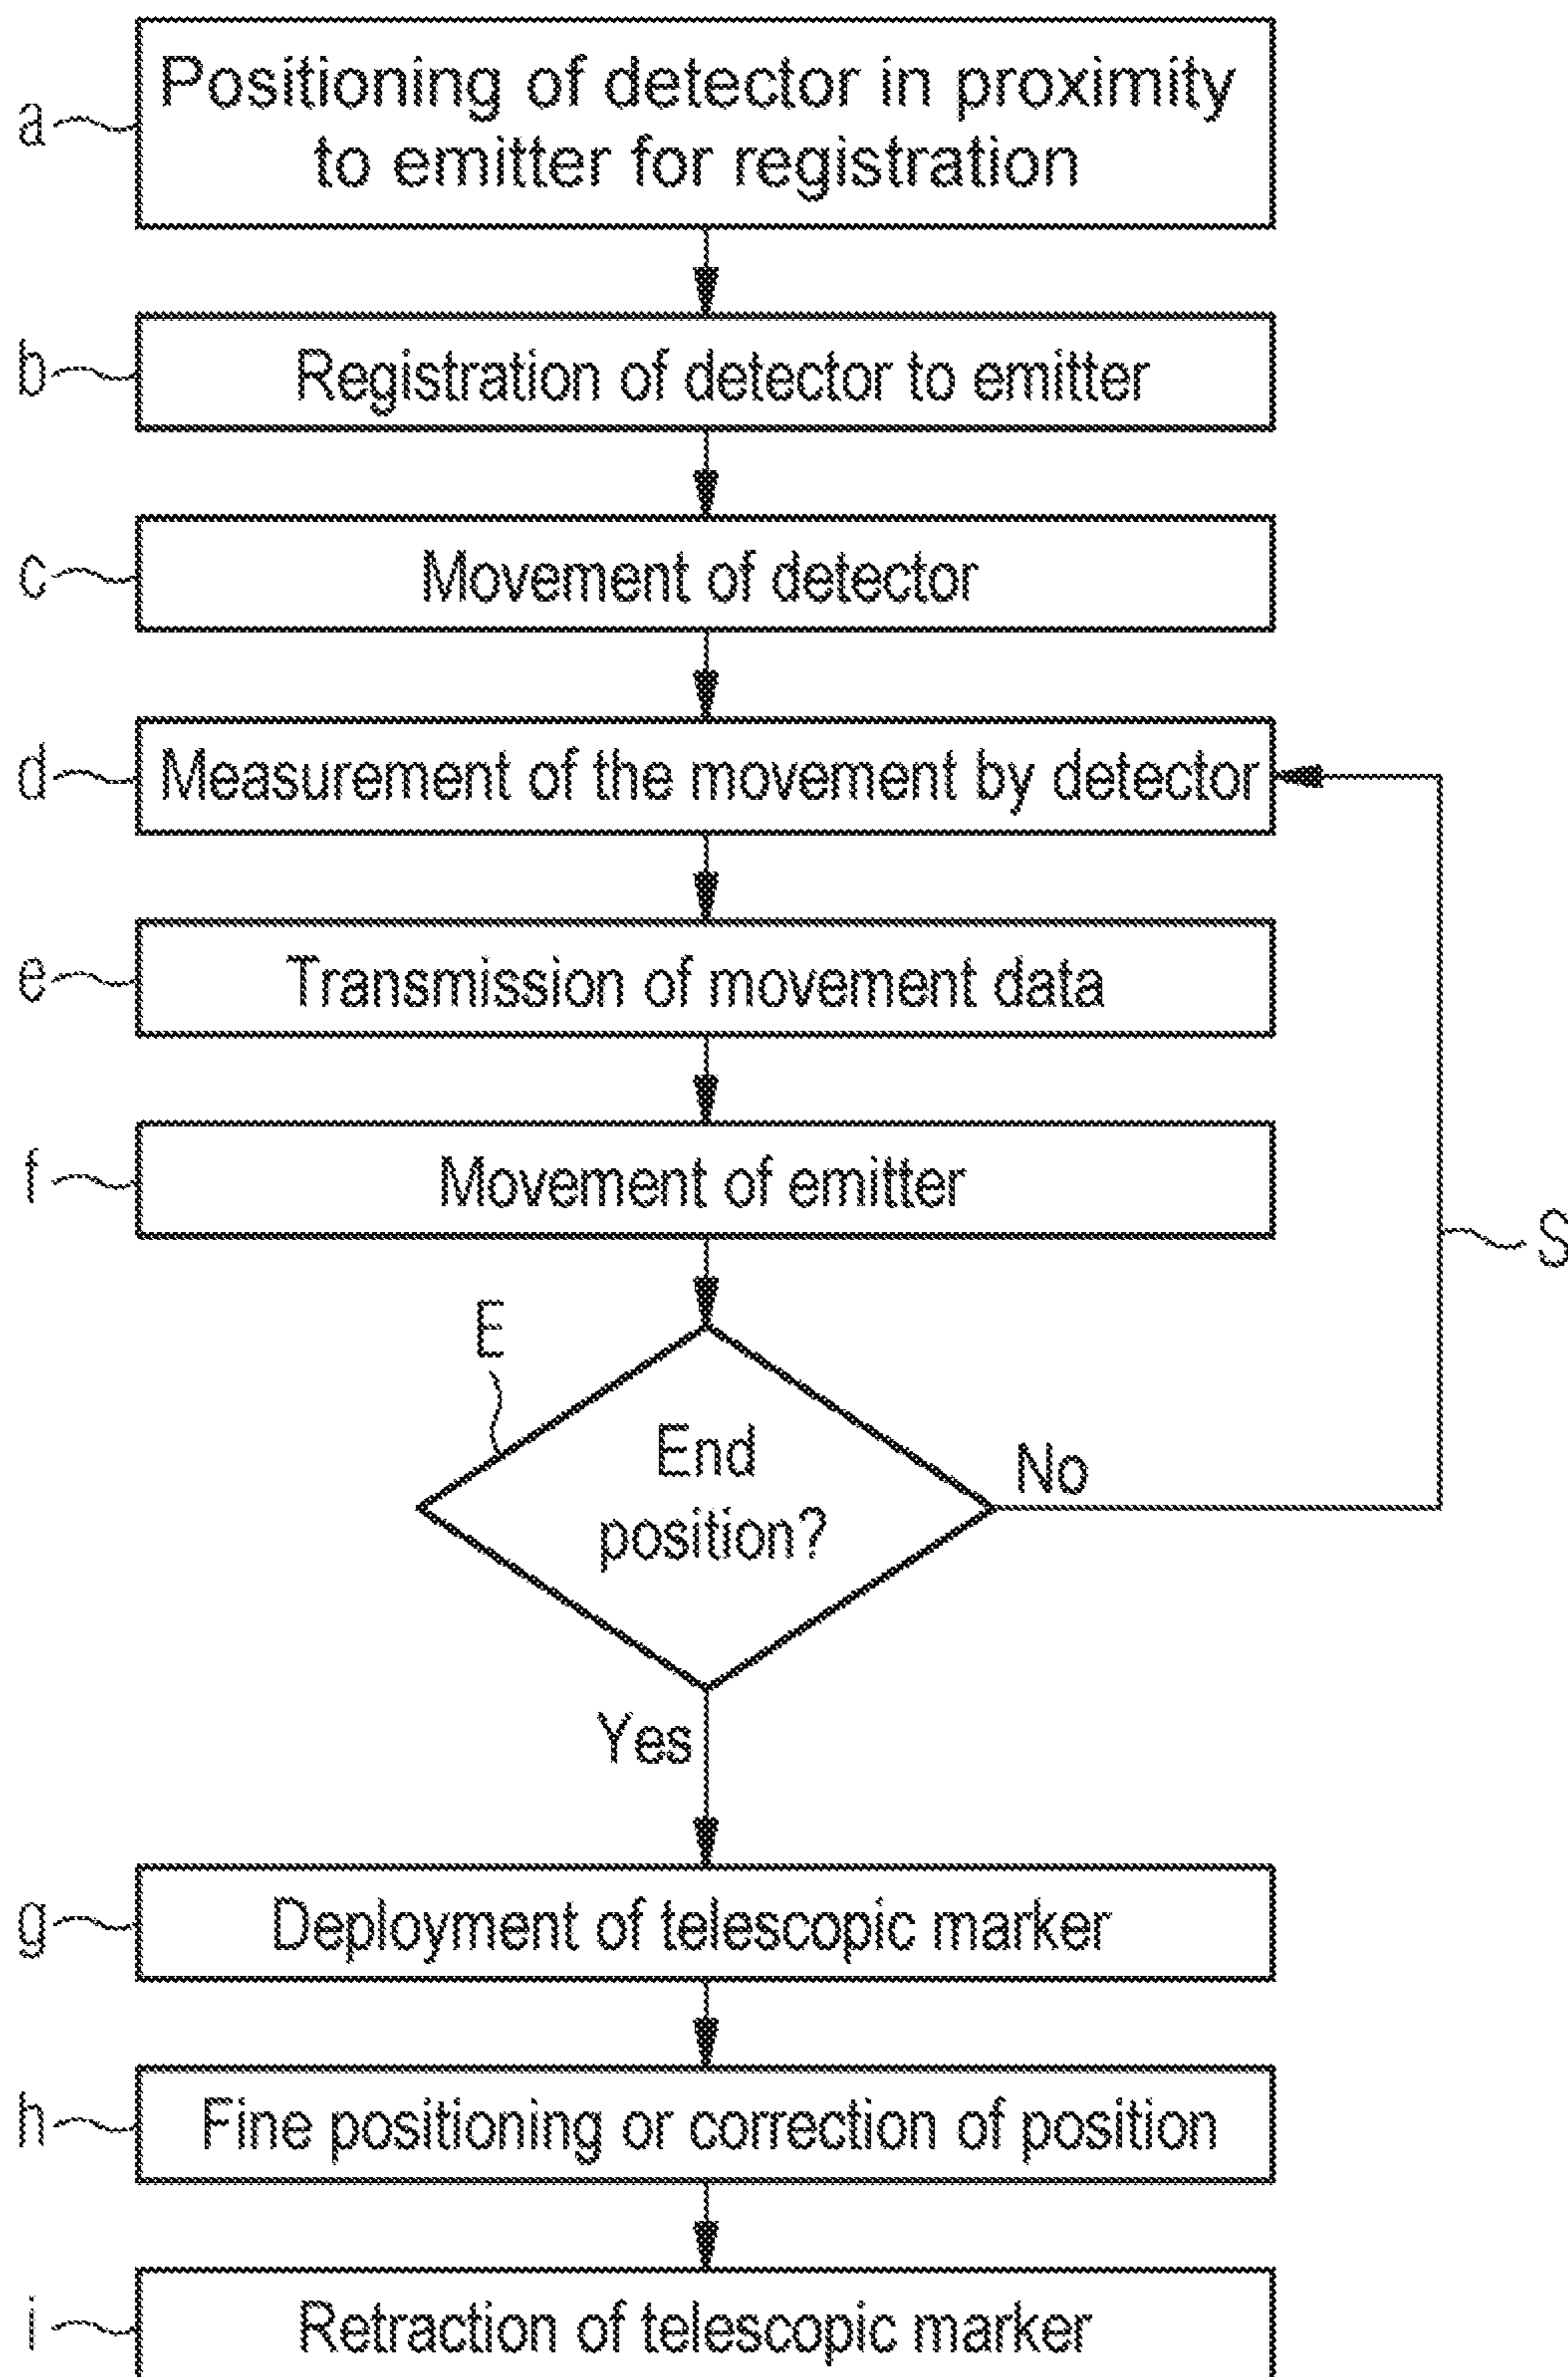 a
Positioning of detector in proximity
to emitter for registration
b
Registration of detector to emitter
c
Movement of detector
d
Measurement of the movement by detector
e
Transmission of movement data
f
Movement of emitter
S
E
End
position?
No
Yes
g
Deployment of telescopic marker
h
Fine positioning or correction of position
i
Retraction of telescopic marker